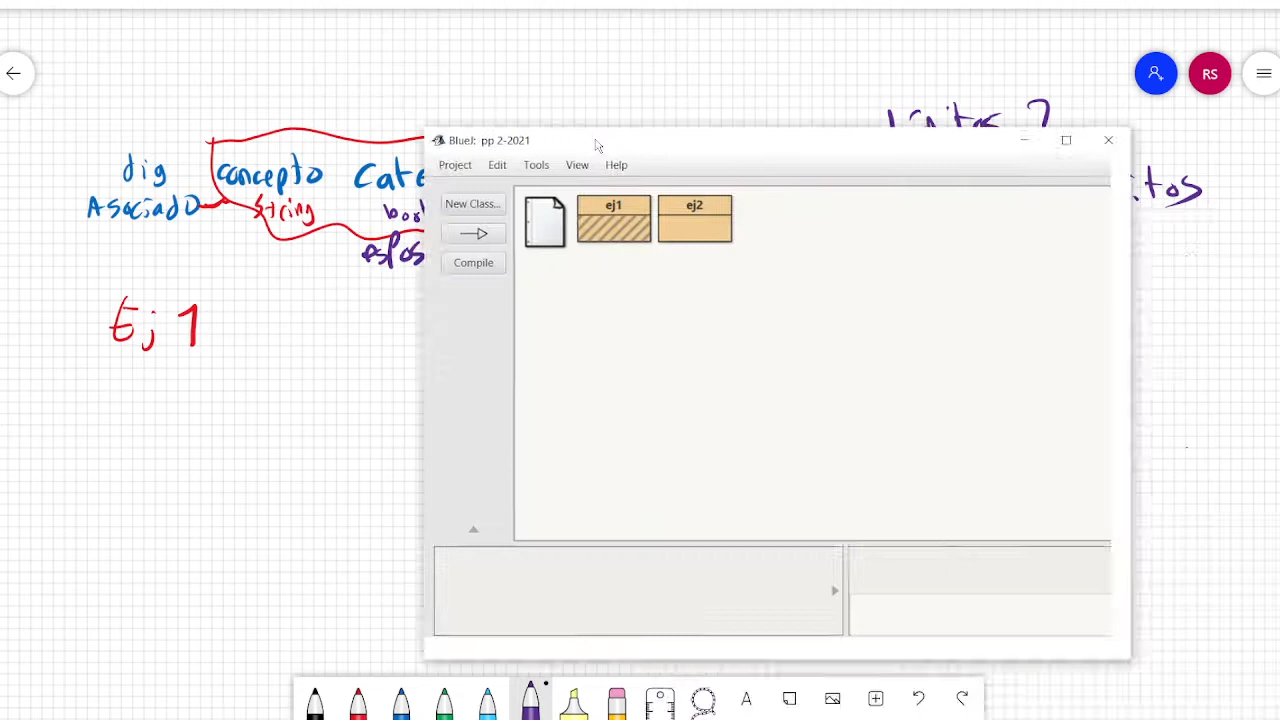 RS
dig concepto Cate
Asociado String
Ej 1
BlueJ: pp 2-2021
Project Edit Tools View Help
New Class...
ej1 ej2
Compile
A